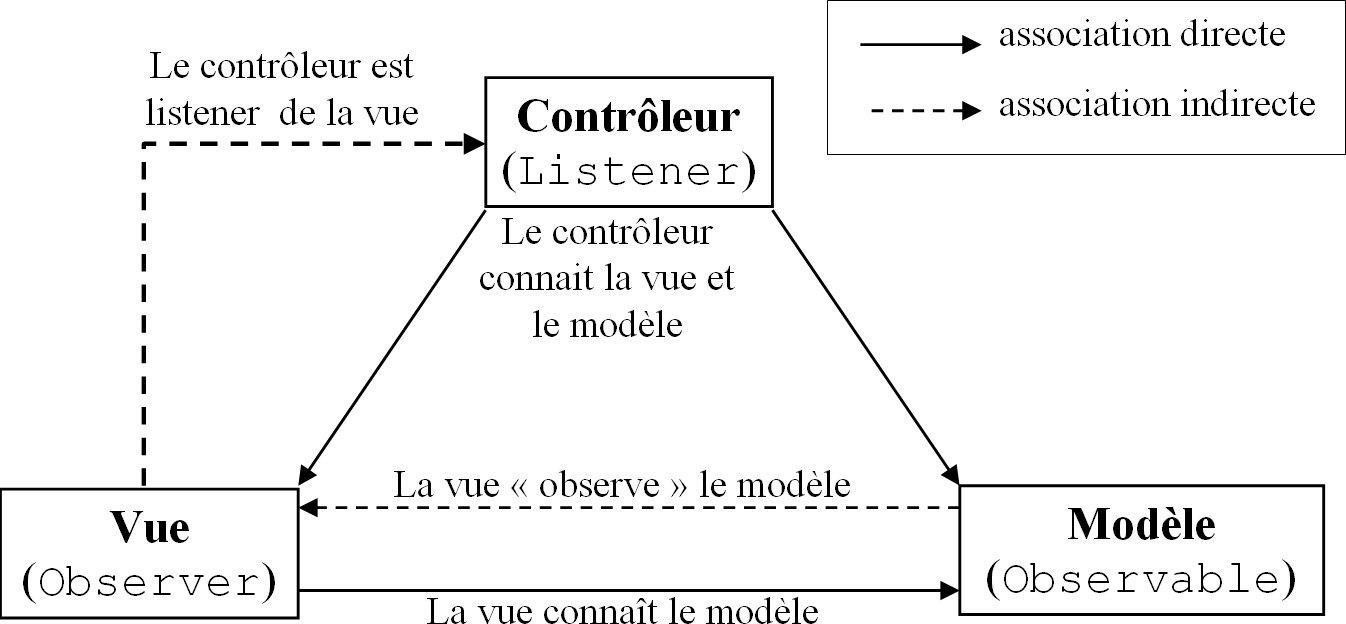 association directe
association indirecte
Le contrôleur est
listener de la vue
Contrôleur
(Listener)
Le contrôleur
connait la vue et
le modèle
La vue « observe » le modèle
Vue
(Observer)
Modèle
(Observable)
La vue connaît le modèle